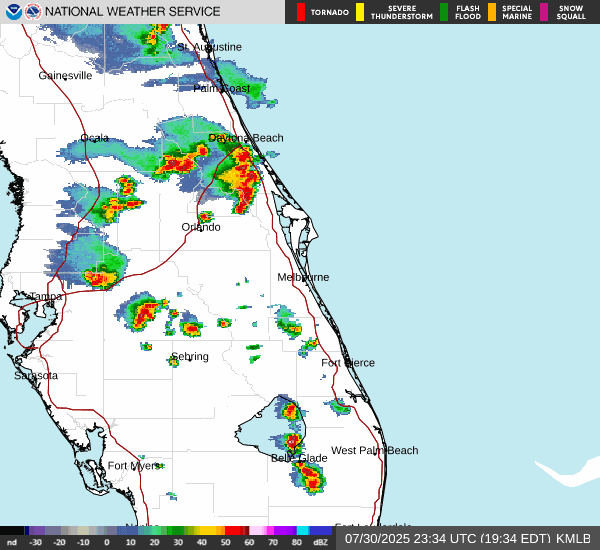 NATIONAL WEATHER SERVICE
TORNADO
SEVERE
THUNDERSTORM
FLASH
FLOOD
SPECIAL
MARINE
SNOW
SQUALL
St. Augustine
Gainesville
Palm Coast
Ocala
Daytona Beach
Orlando
Melbourne
Tampa
Sebring
Fort Pierce
Sarasota
West Palm Beach
Belle Glade
Fort Myers
nd -30 -20 -10 0 10 20 30 40 50 60 70 80 dBZ
07/30/2025 23:34 UTC (19:34 EDT) KMLB